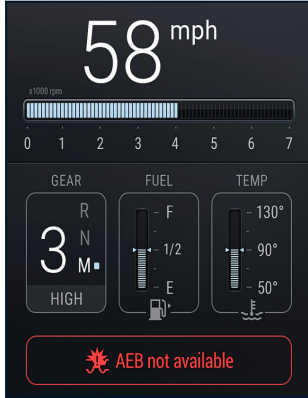 58 mph
x1000 rpm
0 1 2 3 4 5 6 7
GEAR FUEL TEMP
R F 130°
3 N 1/2 90°
M E 50°
HIGH
AEB not available